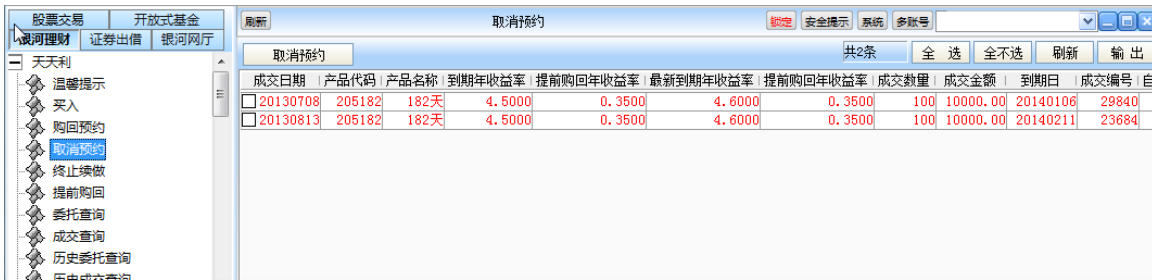 股票交易 开放式基金
银河理财 证券出借 银河网厅
天天利
温馨提示
买入
购回预约
取消预约
终止续做
提前购回
委托查询
成交查询
历史委托查询
历史成交查询
刷新 取消预约 锁定 安全提示 系统 多账号
取消预约 共2条 全 选 全不选 刷新 输 出
成交日期 产品代码 产品名称 到期年收益率 提前购回年收益率 最新到期年收益率 提前购回年收益率 成交数量 成交金额 到期日 成交编号 自
20130708 205182 182天 4.5000 0.3500 4.6000 0.3500 100 10000.00 20140106 29840
20130813 205182 182天 4.5000 0.3500 4.6000 0.3500 100 10000.00 20140211 23684